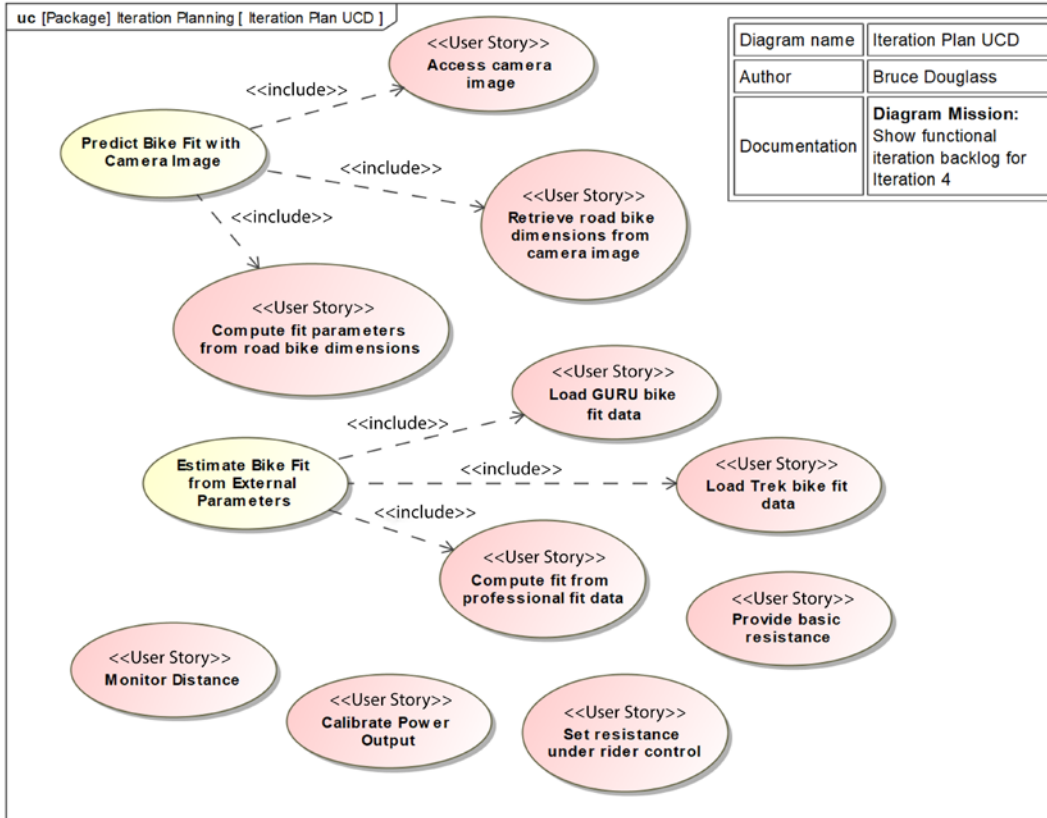 uc [Package] Iteration Planning [ Iteration Plan UCD ]
Diagram name
Iteration Plan UCD
Author
Bruce Douglass
Documentation
Diagram Mission:
Show functional
iteration backlog for
Iteration 4
<<User Story>>
Access camera
image
<<include>>
Predict Bike Fit with
Camera Image
<<include>>
<<User Story>>
Retrieve road bike
dimensions from
camera image
<<include>>
<<User Story>>
Compute fit parameters
from road bike dimensions
<<User Story>>
Load GURU bike
fit data
<<include>>
Estimate Bike Fit
from External
Parameters
<<include>>
<<User Story>>
Load Trek bike fit
data
<<include>>
<<User Story>>
Compute fit from
professional fit data
<<User Story>>
Provide basic
resistance
<<User Story>>
Monitor Distance
<<User Story>>
Calibrate Power
Output
<<User Story>>
Set resistance
under rider control